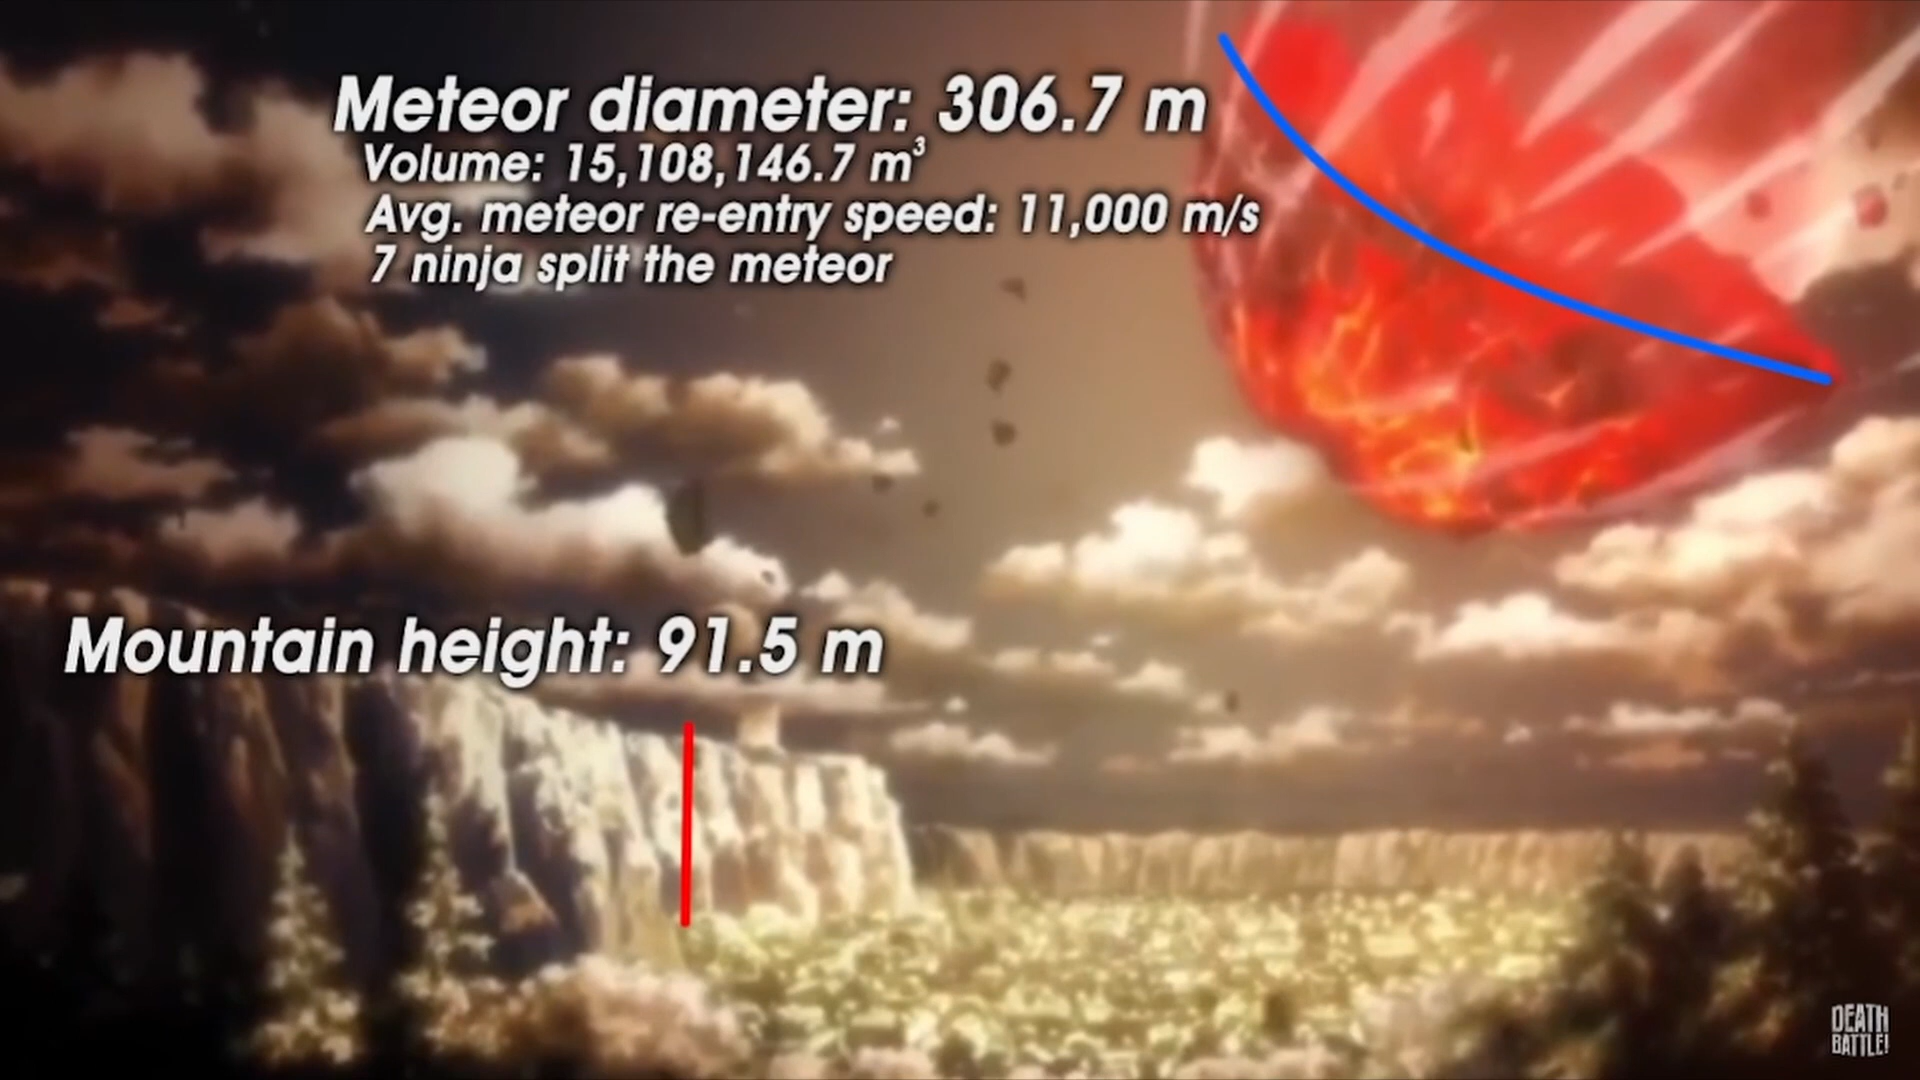 Meteor diameter: 306.7 m
Volume: 15,108,146.7 m³
Avg. meteor re-entry speed: 11,000 m/s
7 ninja split the meteor
Mountain height: 91.5 m
DEATH
BATTLE!